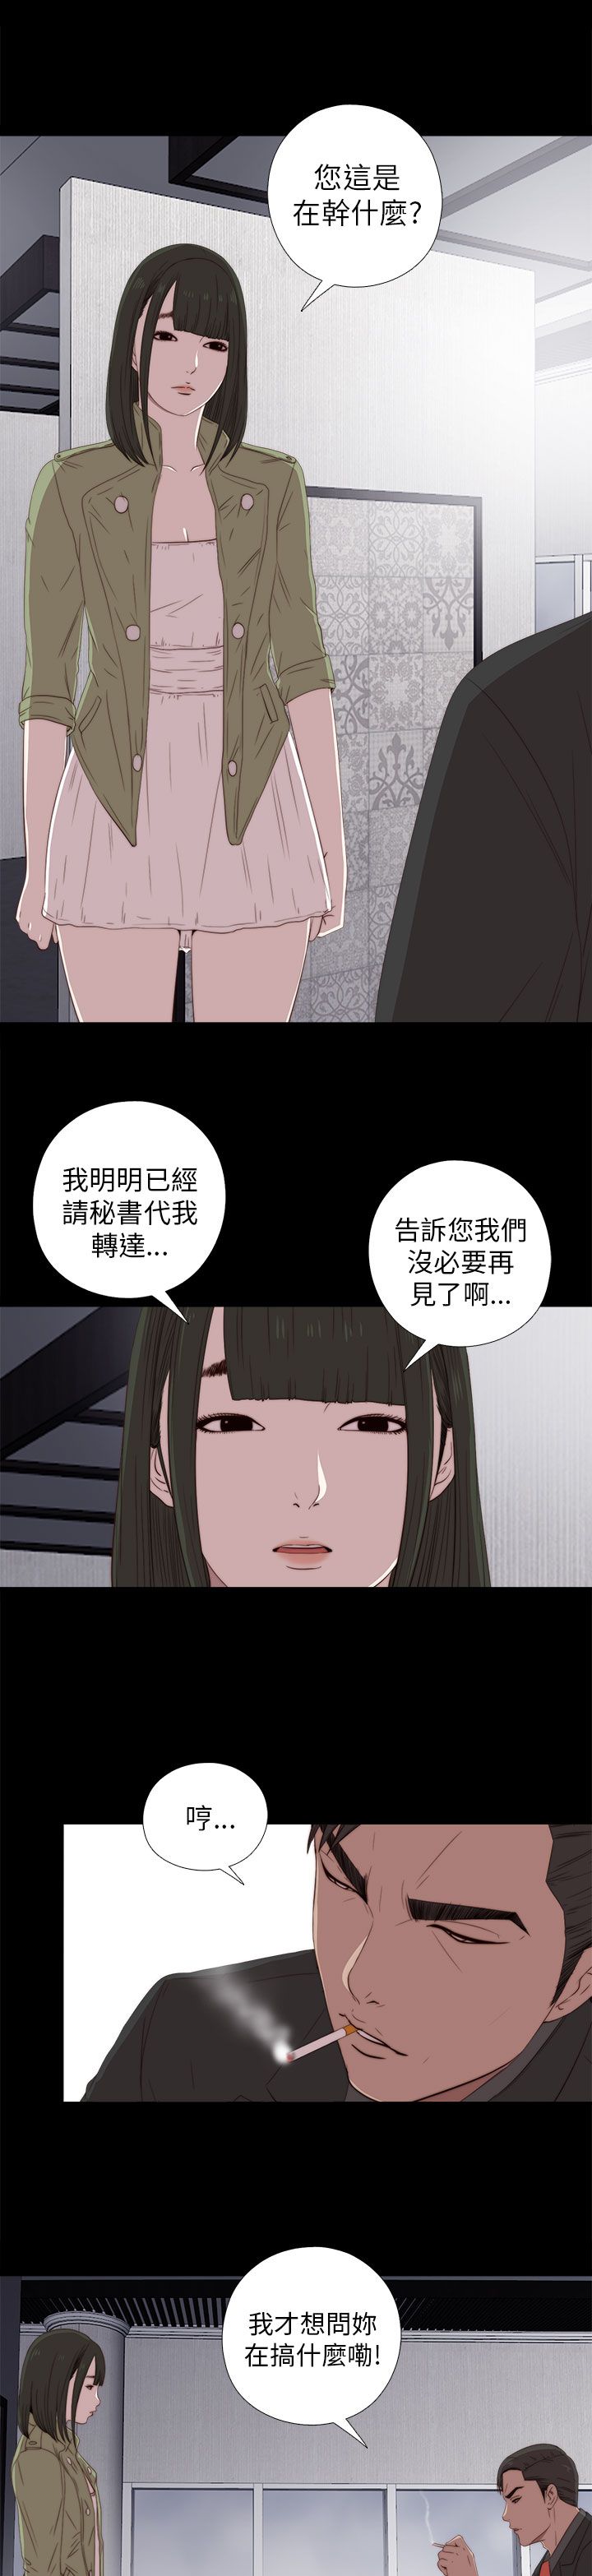 您這是
在幹什麼?
我明明已經
請秘書代我
轉達...
告訴您我們
沒必要再
見了啊...
哼...
我才想問妳
在搞什麼嘞!